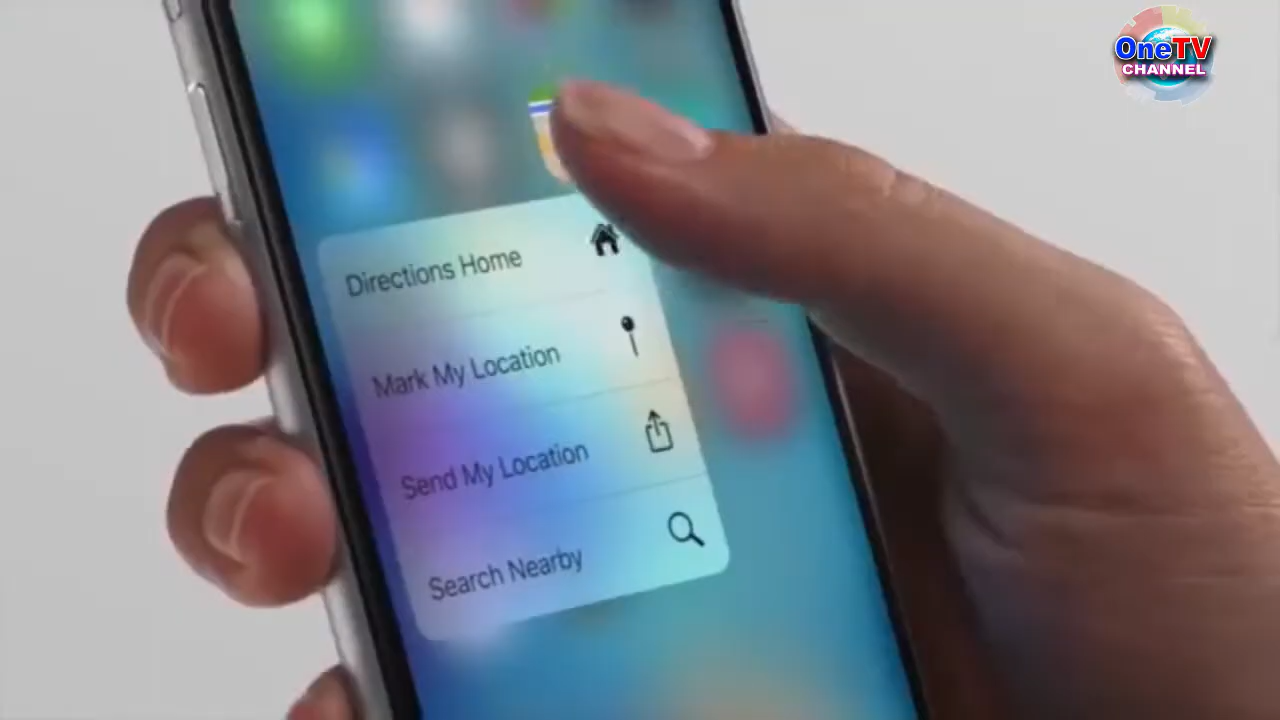 OneTV
CHANNEL
Directions Home
Mark My Location
Send My Location
Search Nearby